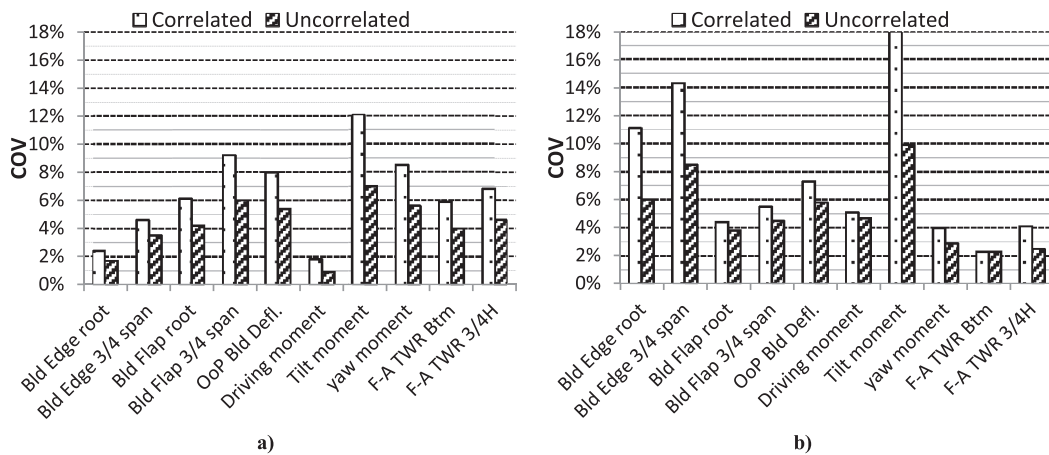 a)
Correlated Uncorrelated
18%
16%
14%
12%
10%
8%
6%
4%
2%
0%
COV
Bld Edge root
Bld Edge 3/4 span
Bld Flap root
Bld Flap 3/4 span
OoP Bld Defl.
Driving moment
Tilt moment
yaw moment
F-A TWR Btm
F-A TWR 3/4H
a)
b)
Correlated Uncorrelated
18%
16%
14%
12%
10%
8%
6%
4%
2%
0%
COV
Bld Edge root
Bld Edge 3/4 span
Bld Flap root
Bld Flap 3/4 span
OoP Bld Defl.
Driving moment
Tilt moment
yaw moment
F-A TWR Btm
F-A TWR 3/4H
b)